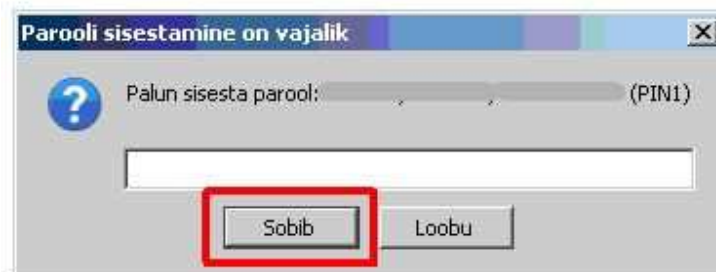 Parooli sisestamine on vajalik
Palun sisesta parool: , , (PIN1)
Sobib
Loobu